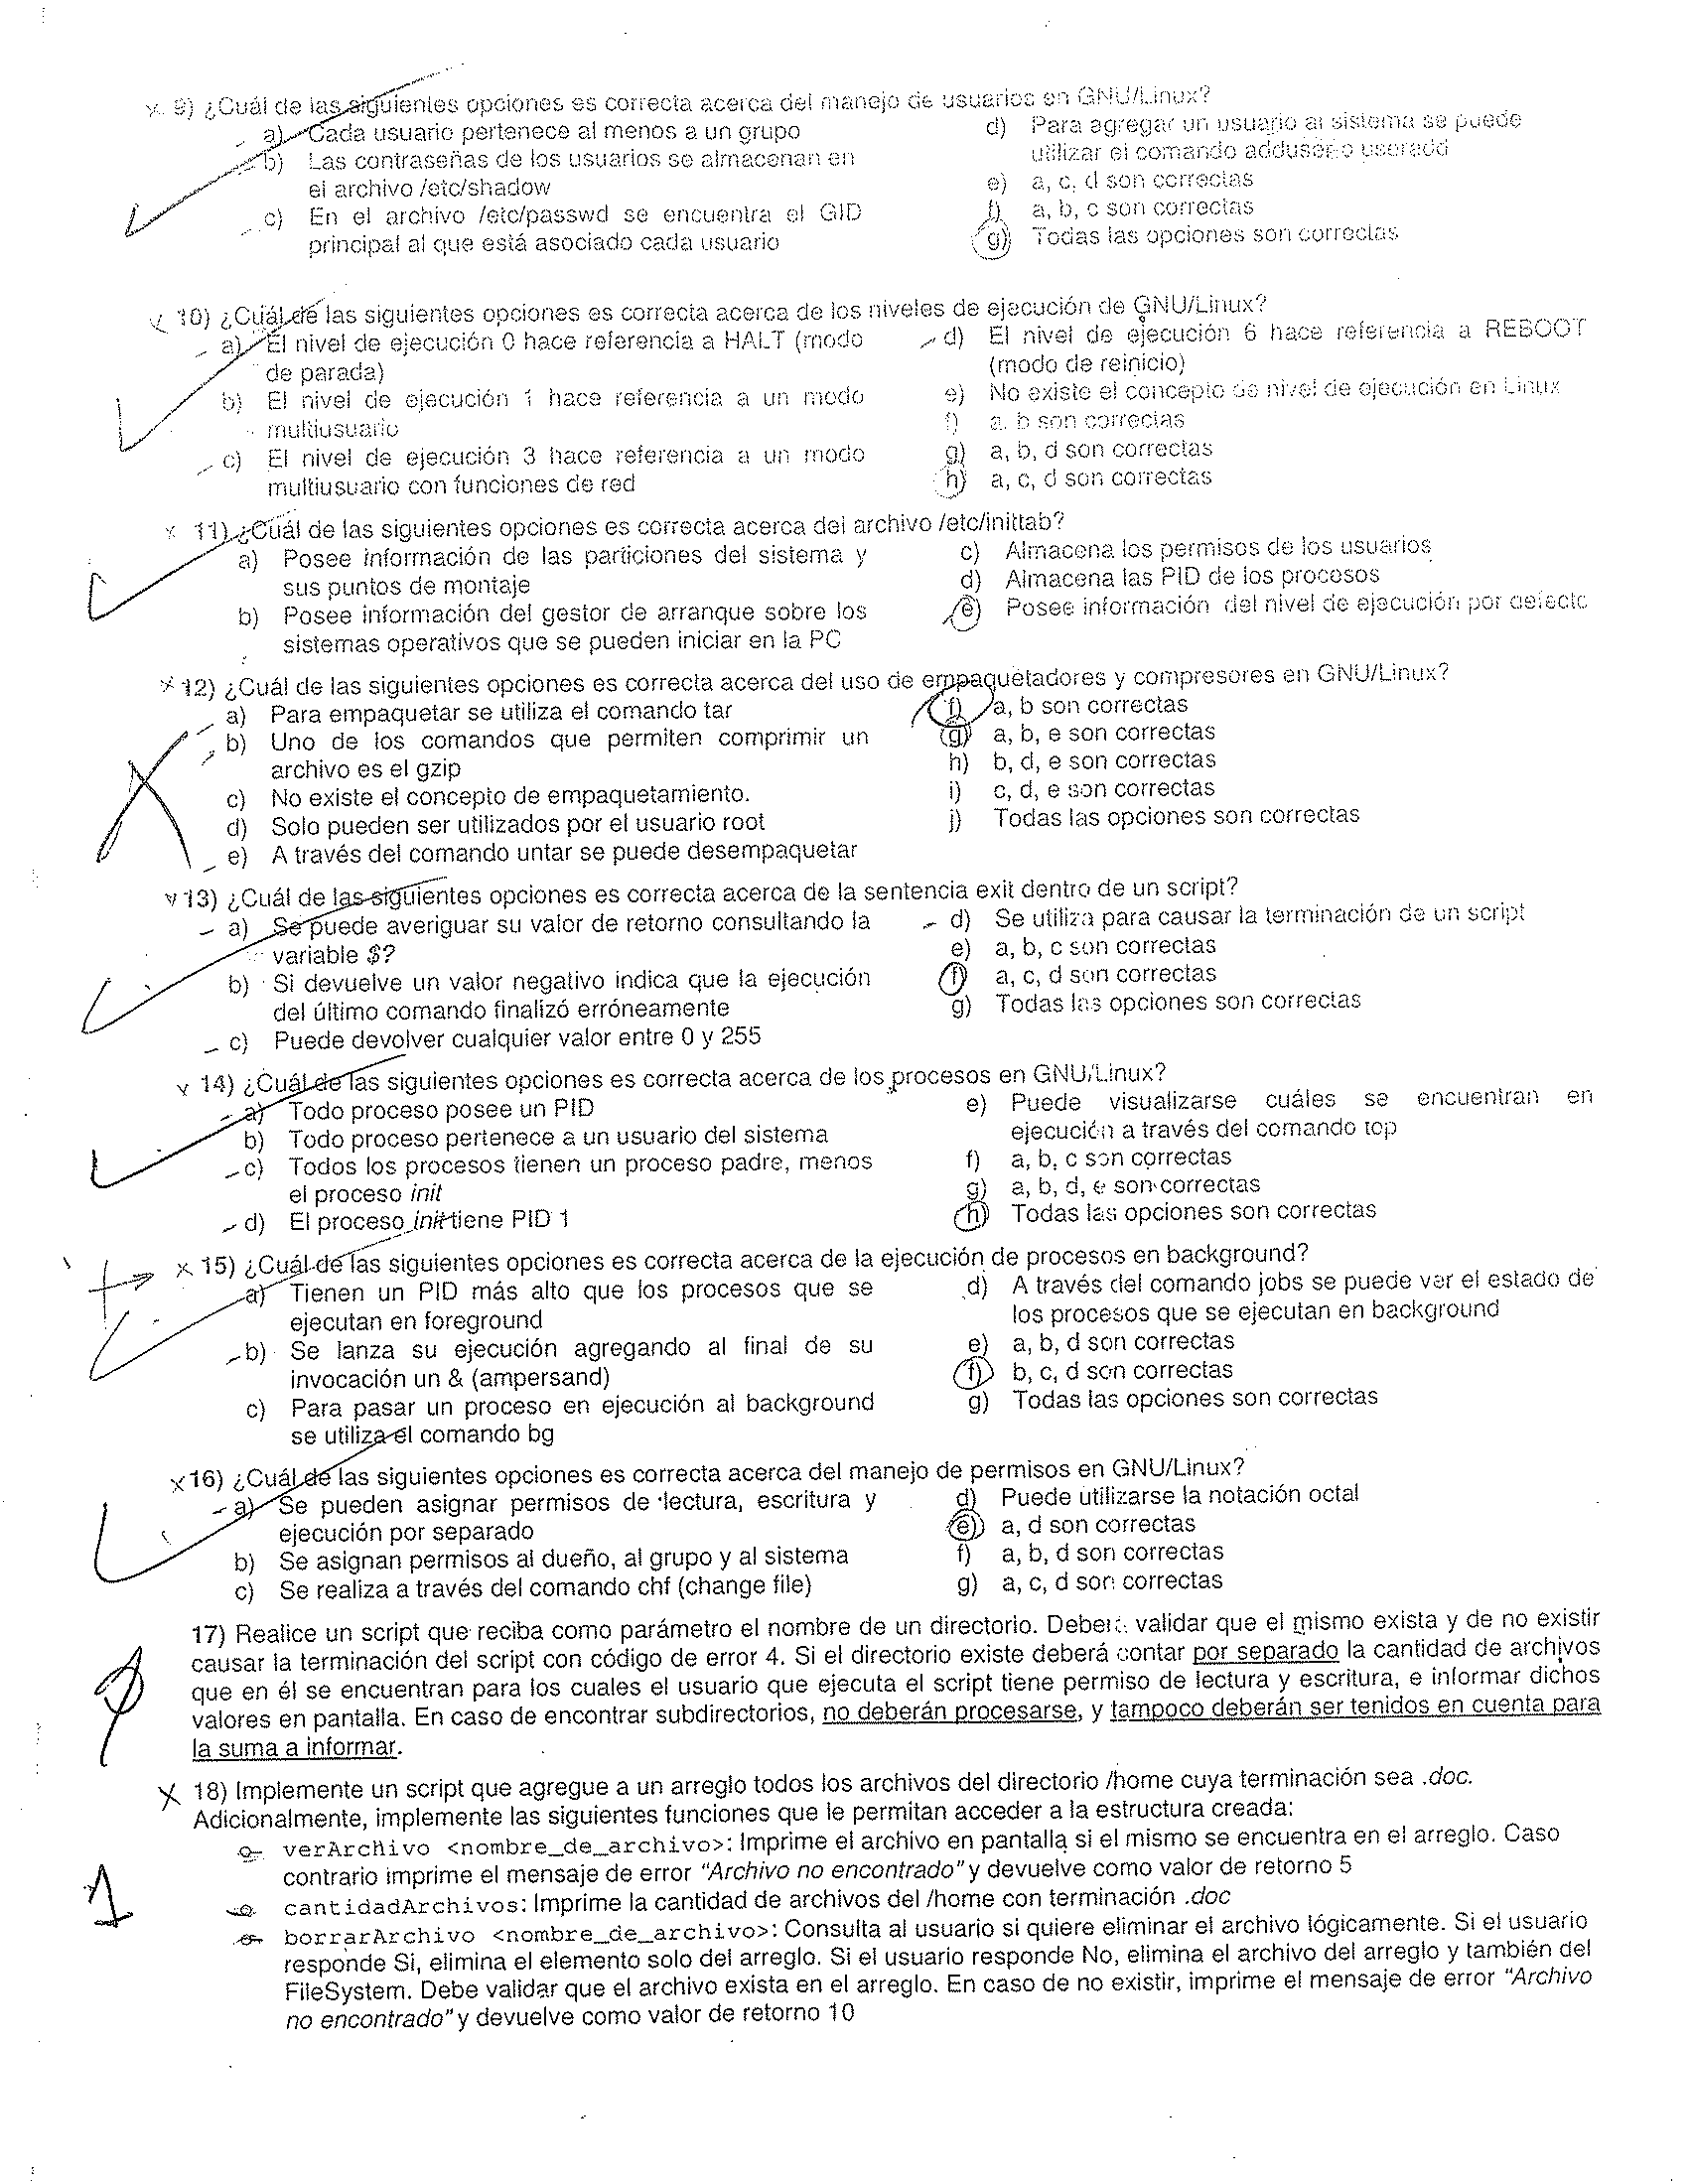 9) ¿Cuál de las siguientes opciones es correcta acerca del manejo de usuarios en GNU/Linux?
a) Cada usuario pertenece al menos a un grupo
b) Las contraseñas de los usuarios se almacenan en
el archivo /etc/shadow
c) En el archivo /etc/passwd se encuentra el GID
principal al que está asociado cada usuario
d) Para agregar un usuario al sistema se puede
utilizar el comando adduser o useradd
e) a, c, d son correctas
f) a, b, c son correctas
g) Todas las opciones son correctas
10) ¿Cuál de las siguientes opciones es correcta acerca de los niveles de ejecución de GNU/Linux?
a) El nivel de ejecución 0 hace referencia a HALT (modo
de parada)
b) El nivel de ejecución 1 hace referencia a un modo
multiusuario
c) El nivel de ejecución 3 hace referencia a un modo
multiusuario con funciones de red
d) El nivel de ejecución 6 hace referencia a REBOOT
(modo de reinicio)
e) No existe el concepto de nivel de ejecución en Linux
f) a, b son correctas
g) a, b, d son correctas
h) a, c, d son correctas
11) ¿Cuál de las siguientes opciones es correcta acerca del archivo /etc/inittab?
a) Posee información de las particiones del sistema y
sus puntos de montaje
b) Posee información del gestor de arranque sobre los
sistemas operativos que se pueden iniciar en la PC
c) Almacena los permisos de los usuarios
d) Almacena las PID de los procesos
e) Posee información del nivel de ejecución por defecto
12) ¿Cuál de las siguientes opciones es correcta acerca del uso de empaquetadores y compresores en GNU/Linux?
a) Para empaquetar se utiliza el comando tar
b) Uno de los comandos que permiten comprimir un
archivo es el gzip
c) No existe el concepto de empaquetamiento.
d) Solo pueden ser utilizados por el usuario root
e) A través del comando untar se puede desempaquetar
f) a, b son correctas
g) a, b, e son correctas
h) b, d, e son correctas
i) c, d, e son correctas
j) Todas las opciones son correctas
13) ¿Cuál de las siguientes opciones es correcta acerca de la sentencia exit dentro de un script?
a) Se puede averiguar su valor de retorno consultando la
variable $?
b) Si devuelve un valor negativo indica que la ejecución
del último comando finalizó erróneamente
c) Puede devolver cualquier valor entre 0 y 255
d) Se utiliza para causar la terminación de un script
e) a, b, c son correctas
f) a, c, d son correctas
g) Todas las opciones son correctas
14) ¿Cuál de las siguientes opciones es correcta acerca de los procesos en GNU/Linux?
a) Todo proceso posee un PID
b) Todo proceso pertenece a un usuario del sistema
c) Todos los procesos tienen un proceso padre, menos
el proceso init
d) El proceso init tiene PID 1
e) Puede visualizarse cuáles se encuentran en
ejecución a través del comando top
f) a, b, c son correctas
g) a, b, d, e son correctas
h) Todas las opciones son correctas
15) ¿Cuál de las siguientes opciones es correcta acerca de la ejecución de procesos en background?
a) Tienen un PID más alto que los procesos que se
ejecutan en foreground
b) Se lanza su ejecución agregando al final de su
invocación un & (ampersand)
c) Para pasar un proceso en ejecución al background
se utiliza el comando bg
d) A través del comando jobs se puede ver el estado de
los procesos que se ejecutan en background
e) a, b, d son correctas
f) b, c, d son correctas
g) Todas las opciones son correctas
16) ¿Cuál de las siguientes opciones es correcta acerca del manejo de permisos en GNU/Linux?
a) Se pueden asignar permisos de lectura, escritura y
ejecución por separado
b) Se asignan permisos al dueño, al grupo y al sistema
c) Se realiza a través del comando chf (change file)
d) Puede utilizarse la notación octal
e) a, d son correctas
f) a, b, d son correctas
g) a, c, d son correctas
17) Realice un script que reciba como parámetro el nombre de un directorio. Deberá validar que el mismo exista y de no existir
causar la terminación del script con código de error 4. Si el directorio existe deberá contar por separado la cantidad de archivos
que en él se encuentran para los cuales el usuario que ejecuta el script tiene permiso de lectura y escritura, e informar dichos
valores en pantalla. En caso de encontrar subdirectorios, no deberán procesarse, y tampoco deberán ser tenidos en cuenta para
la suma a informar.
18) Implemente un script que agregue a un arreglo todos los archivos del directorio /home cuya terminación sea .doc.
Adicionalmente, implemente las siguientes funciones que le permitan acceder a la estructura creada:
verArchivo <nombre_de_archivo>: Imprime el archivo en pantalla si el mismo se encuentra en el arreglo. Caso
contrario imprime el mensaje de error "Archivo no encontrado" y devuelve como valor de retorno 5
1
cantidadArchivos: Imprime la cantidad de archivos del /home con terminación .doc
borrarArchivo <nombre_de_archivo>: Consulta al usuario si quiere eliminar el archivo lógicamente. Si el usuario
responde Si, elimina el elemento solo del arreglo. Si el usuario responde No, elimina el archivo del arreglo y también del
FileSystem. Debe validar que el archivo exista en el arreglo. En caso de no existir, imprime el mensaje de error "Archivo
no encontrado" y devuelve como valor de retorno 10